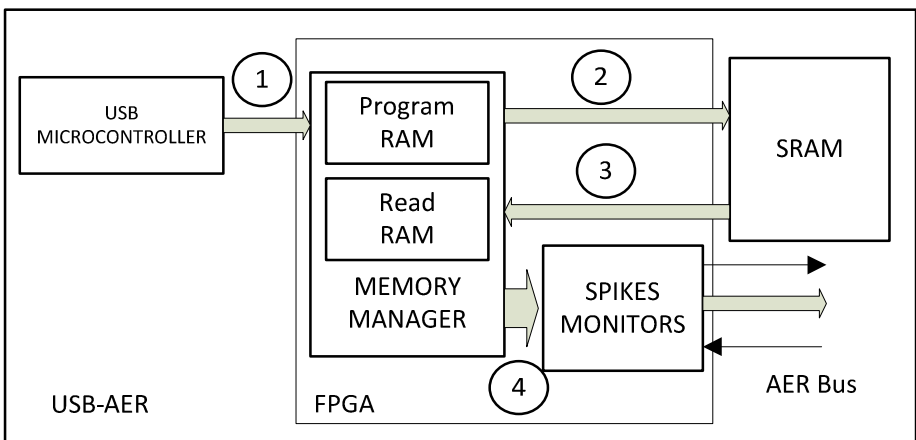 1
2
USB
MICROCONTROLLER
Program
RAM
SRAM
3
Read
RAM
MEMORY
MANAGER
SPIKES
MONITORS
4
AER Bus
USB-AER
FPGA